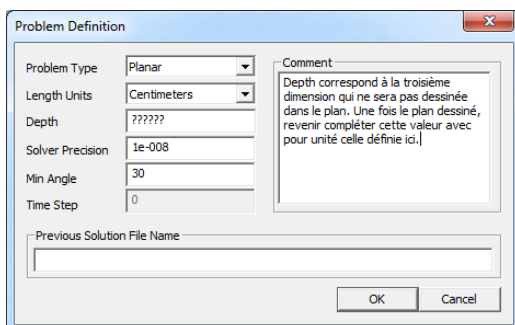 Problem Definition
Problem Type
Planar
Length Units
Centimeters
Depth
??????
Solver Precision
1e-008
Min Angle
30
Time Step
0
Comment
Depth correspond à la troisième
dimension qui ne sera pas dessinée
dans le plan. Une fois le plan dessiné,
revenir compléter cette valeur avec
pour unité celle définie ici.
Previous Solution File Name
OK
Cancel